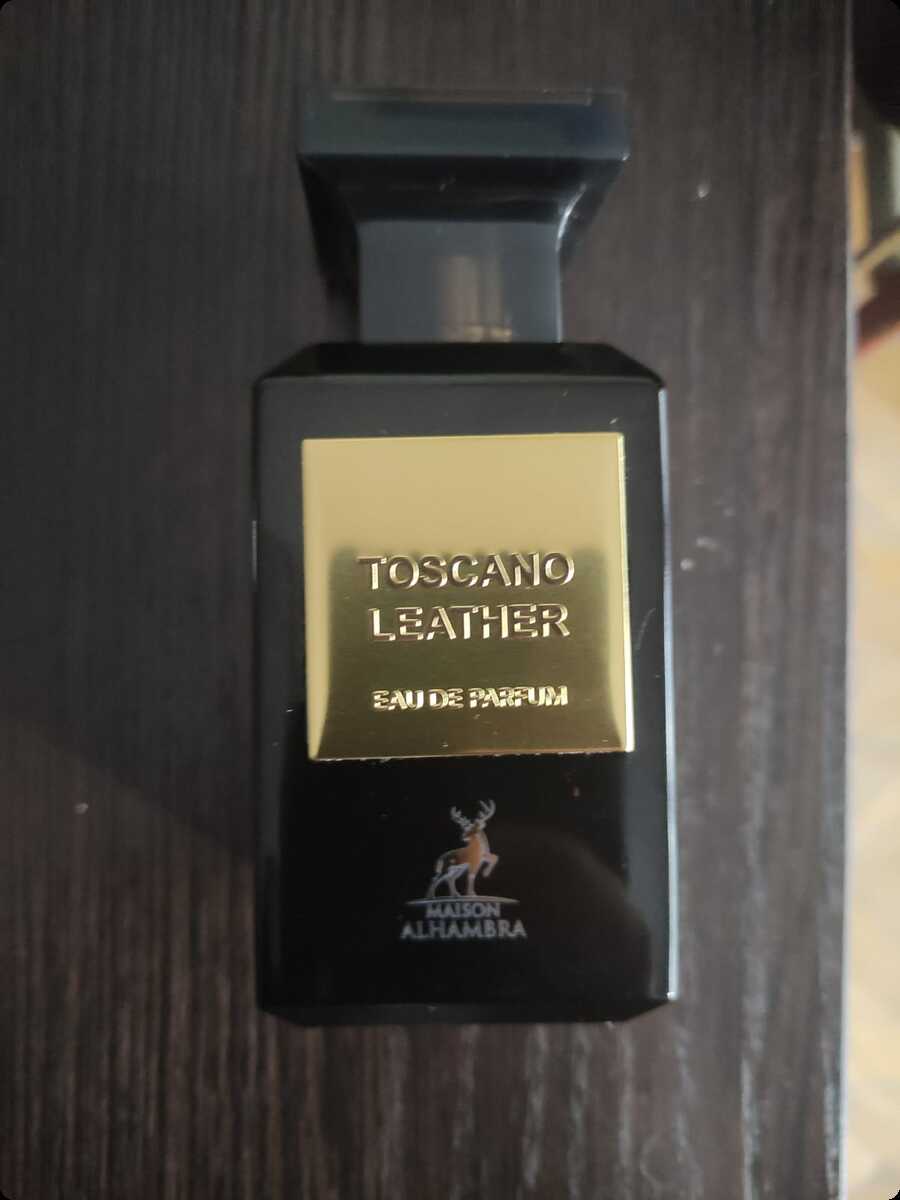 TOSCANO
LEATHER
EAU DE PARFUM
MAISON
ALHAMBRA